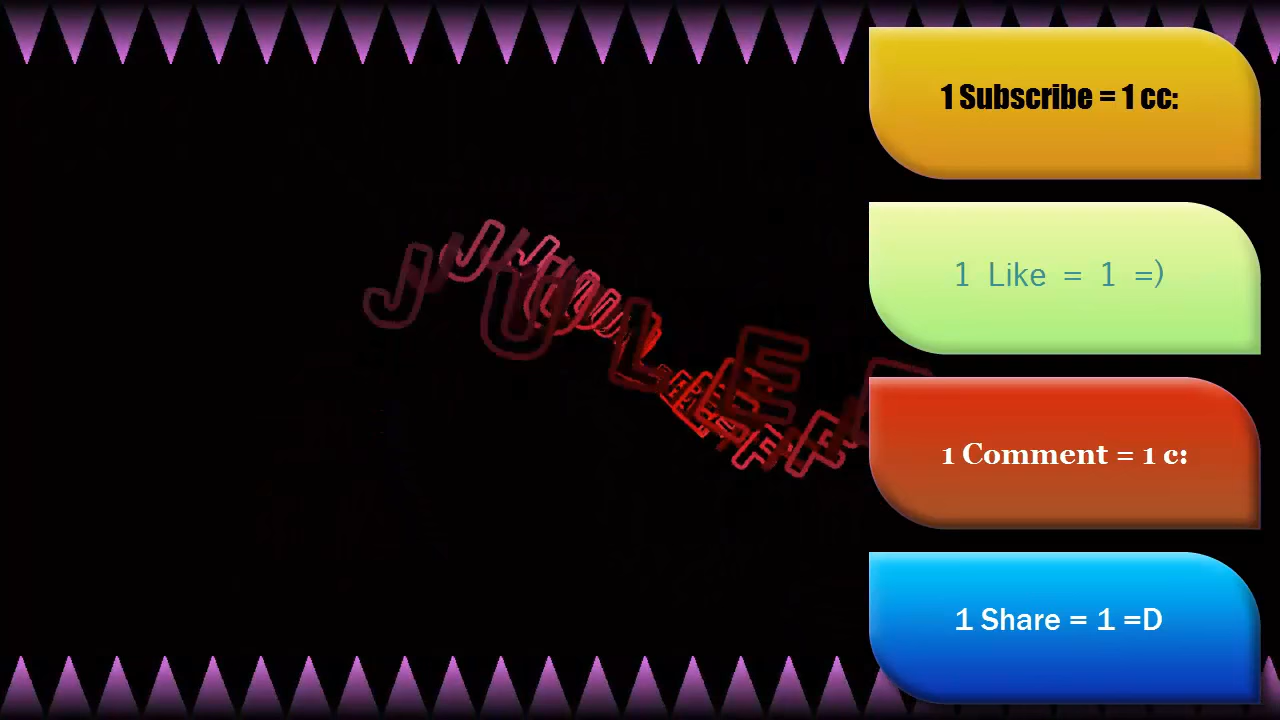 1 Subscribe = 1 cc:
1 Like = 1 =)
1 Comment = 1 c:
1 Share = 1 =D